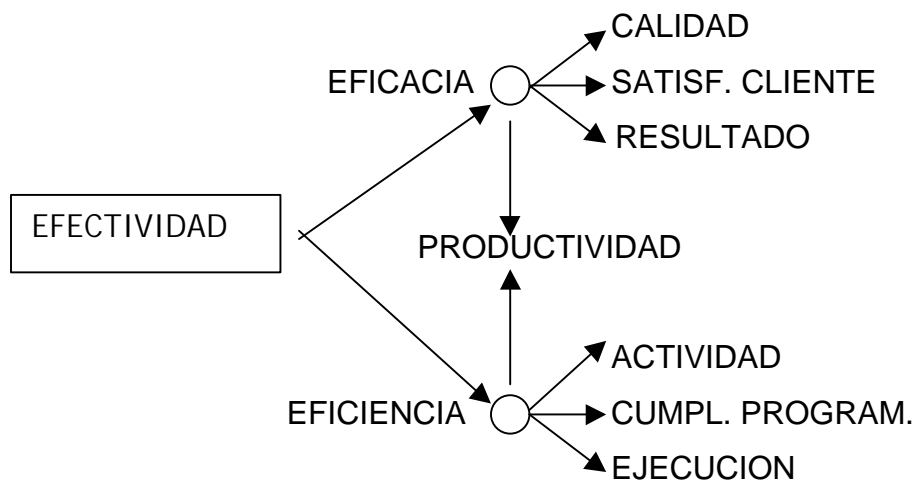 CALIDAD
EFICACIA
SATISF. CLIENTE
RESULTADO
EFECTIVIDAD
PRODUCTIVIDAD
ACTIVIDAD
EFICIENCIA
CUMPL. PROGRAM.
EJECUCION